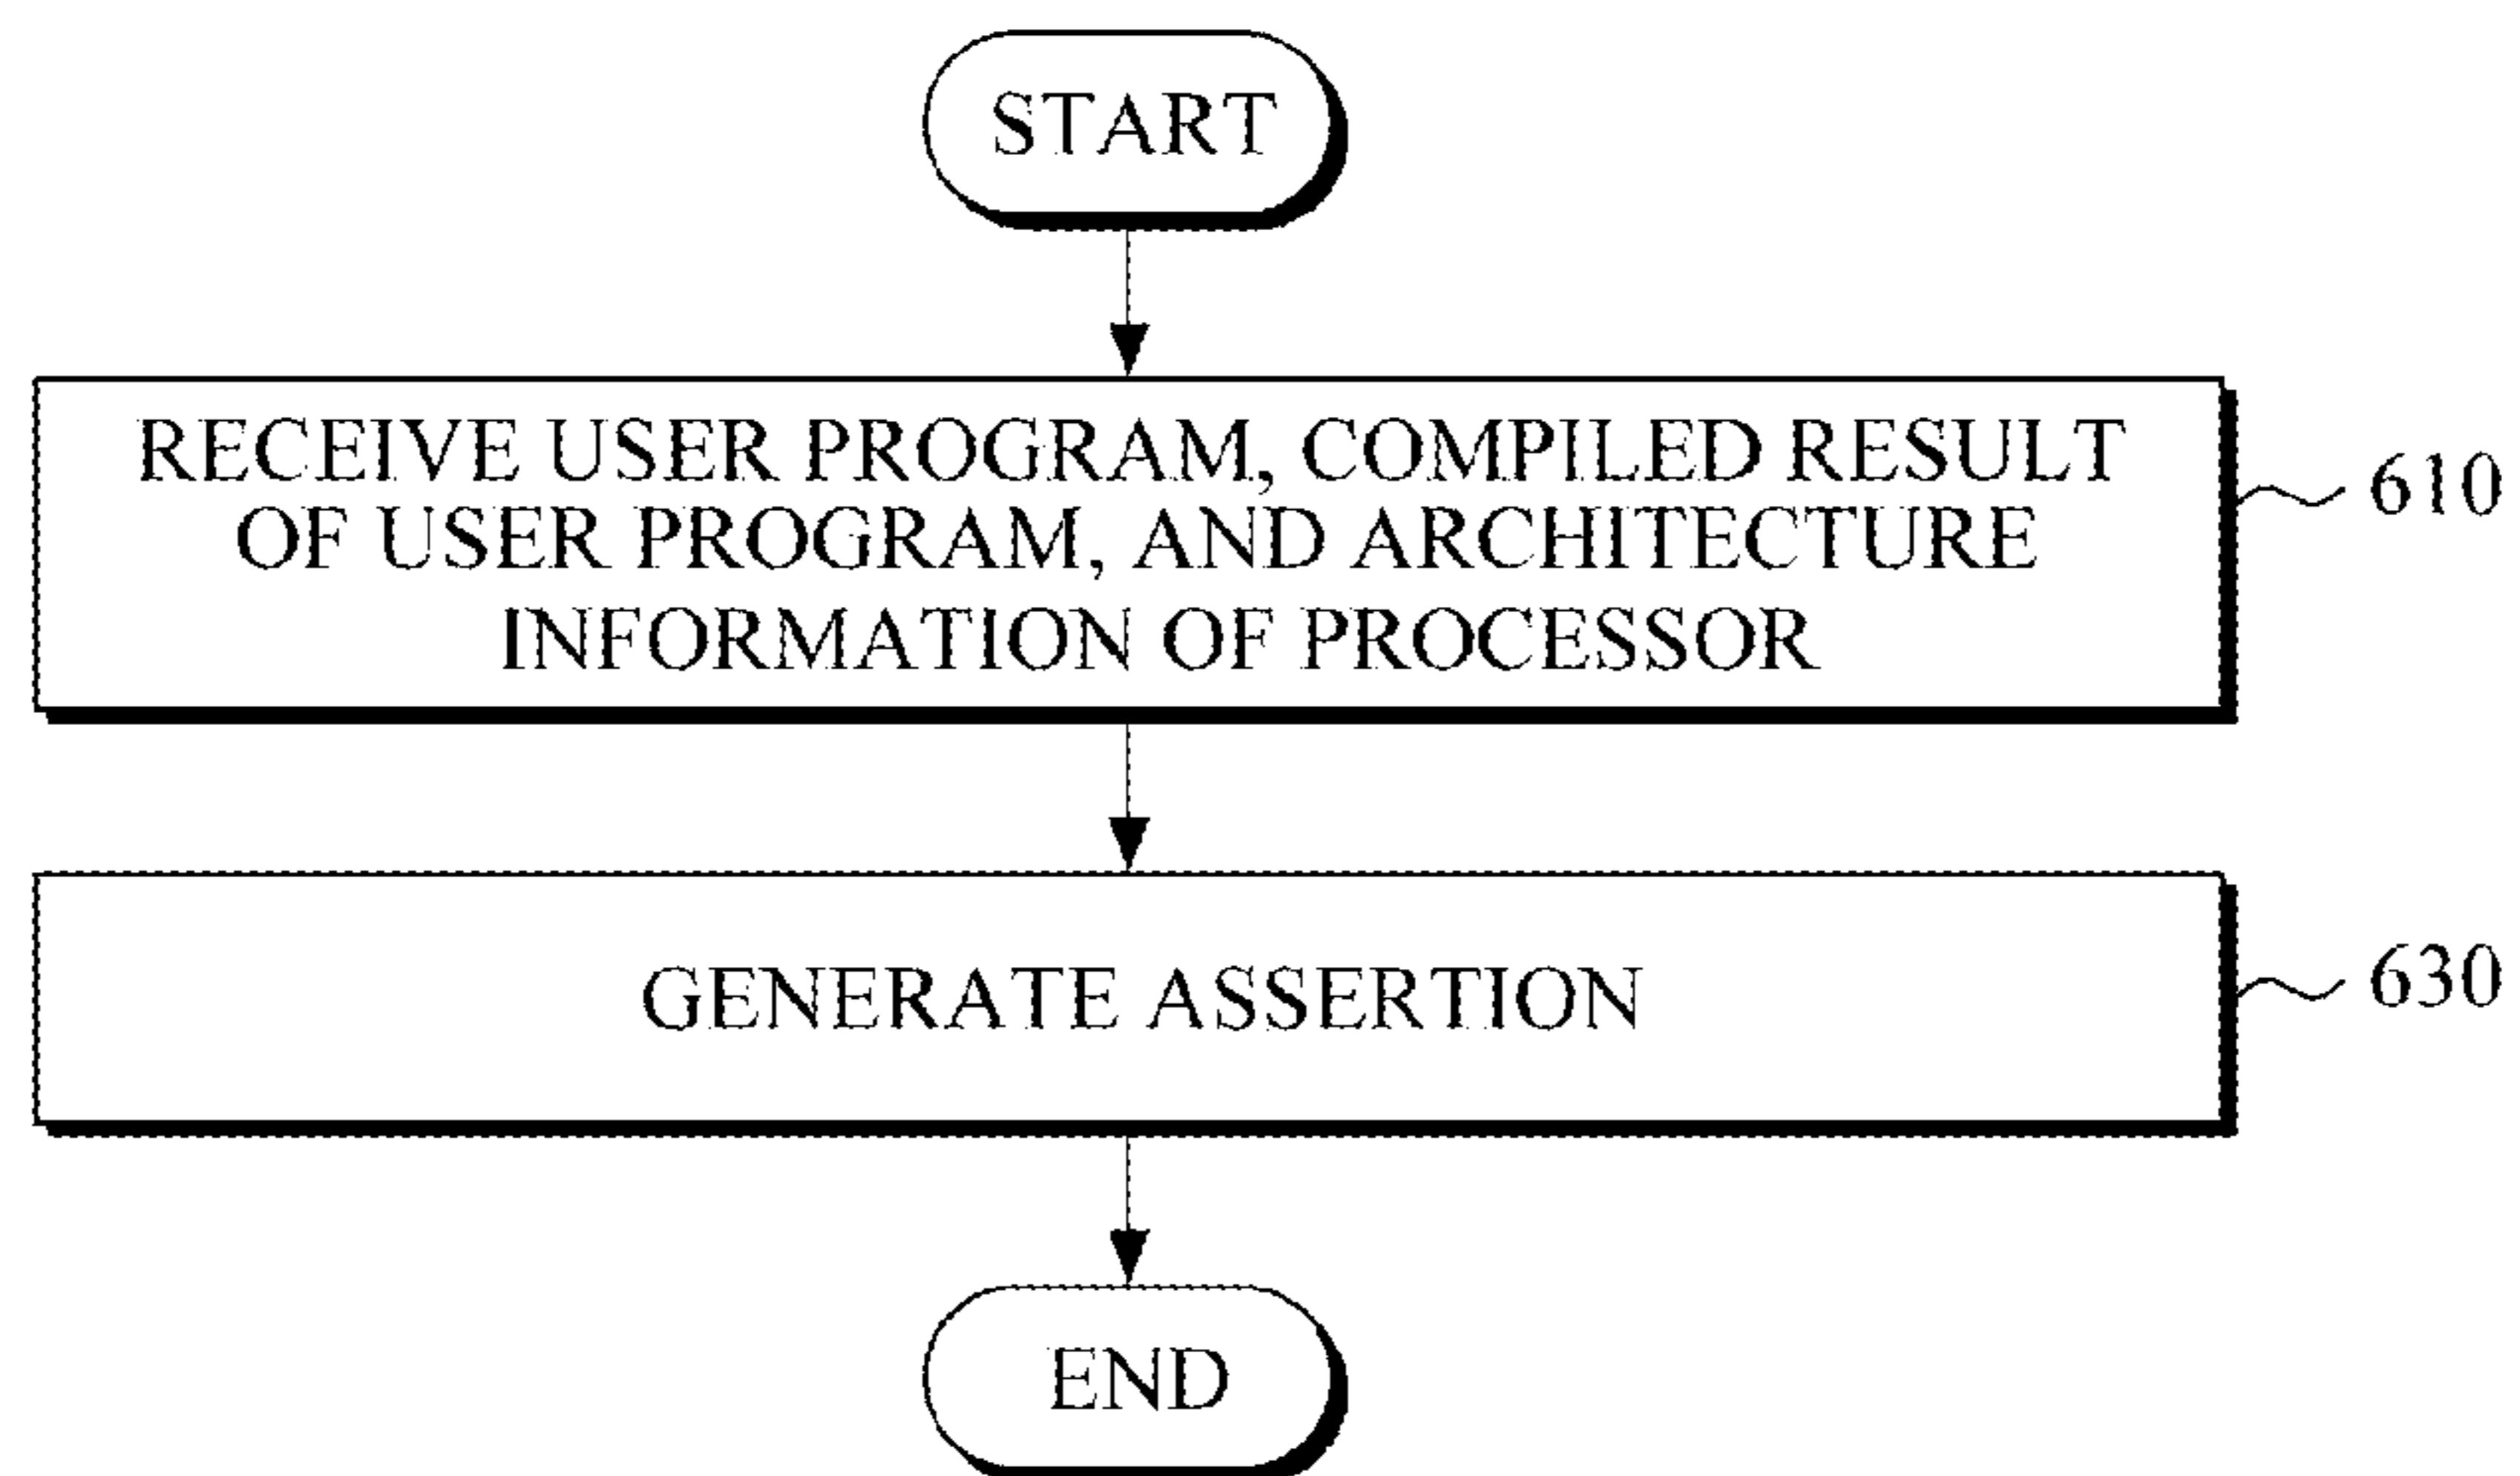 START
RECEIVE USER PROGRAM, COMPILED RESULT
OF USER PROGRAM, AND ARCHITECTURE
INFORMATION OF PROCESSOR
610
GENERATE ASSERTION
630
END